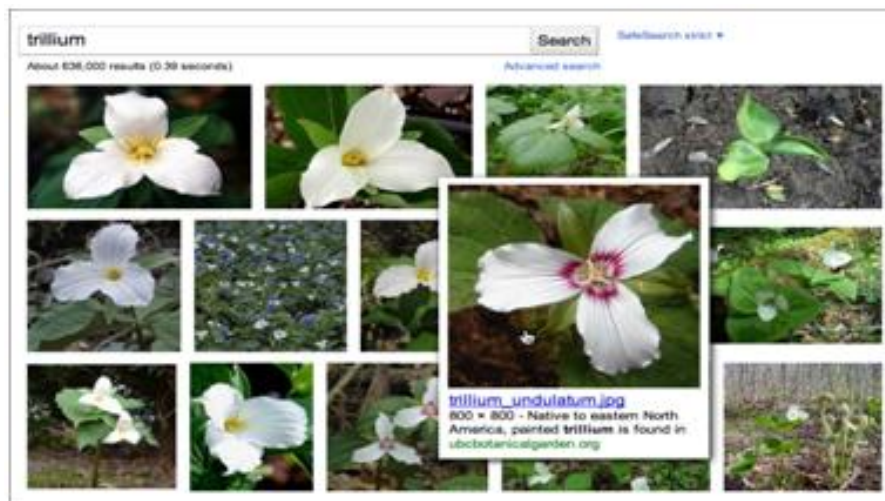 trillium
Search
SafeSearch strict ▼
About 636,000 results (0.39 seconds)
Advanced search
trillium_undulatum.jpg
800 × 800 - Native to eastern North
America, painted trillium is found in
ubcbotanicalgarden.org